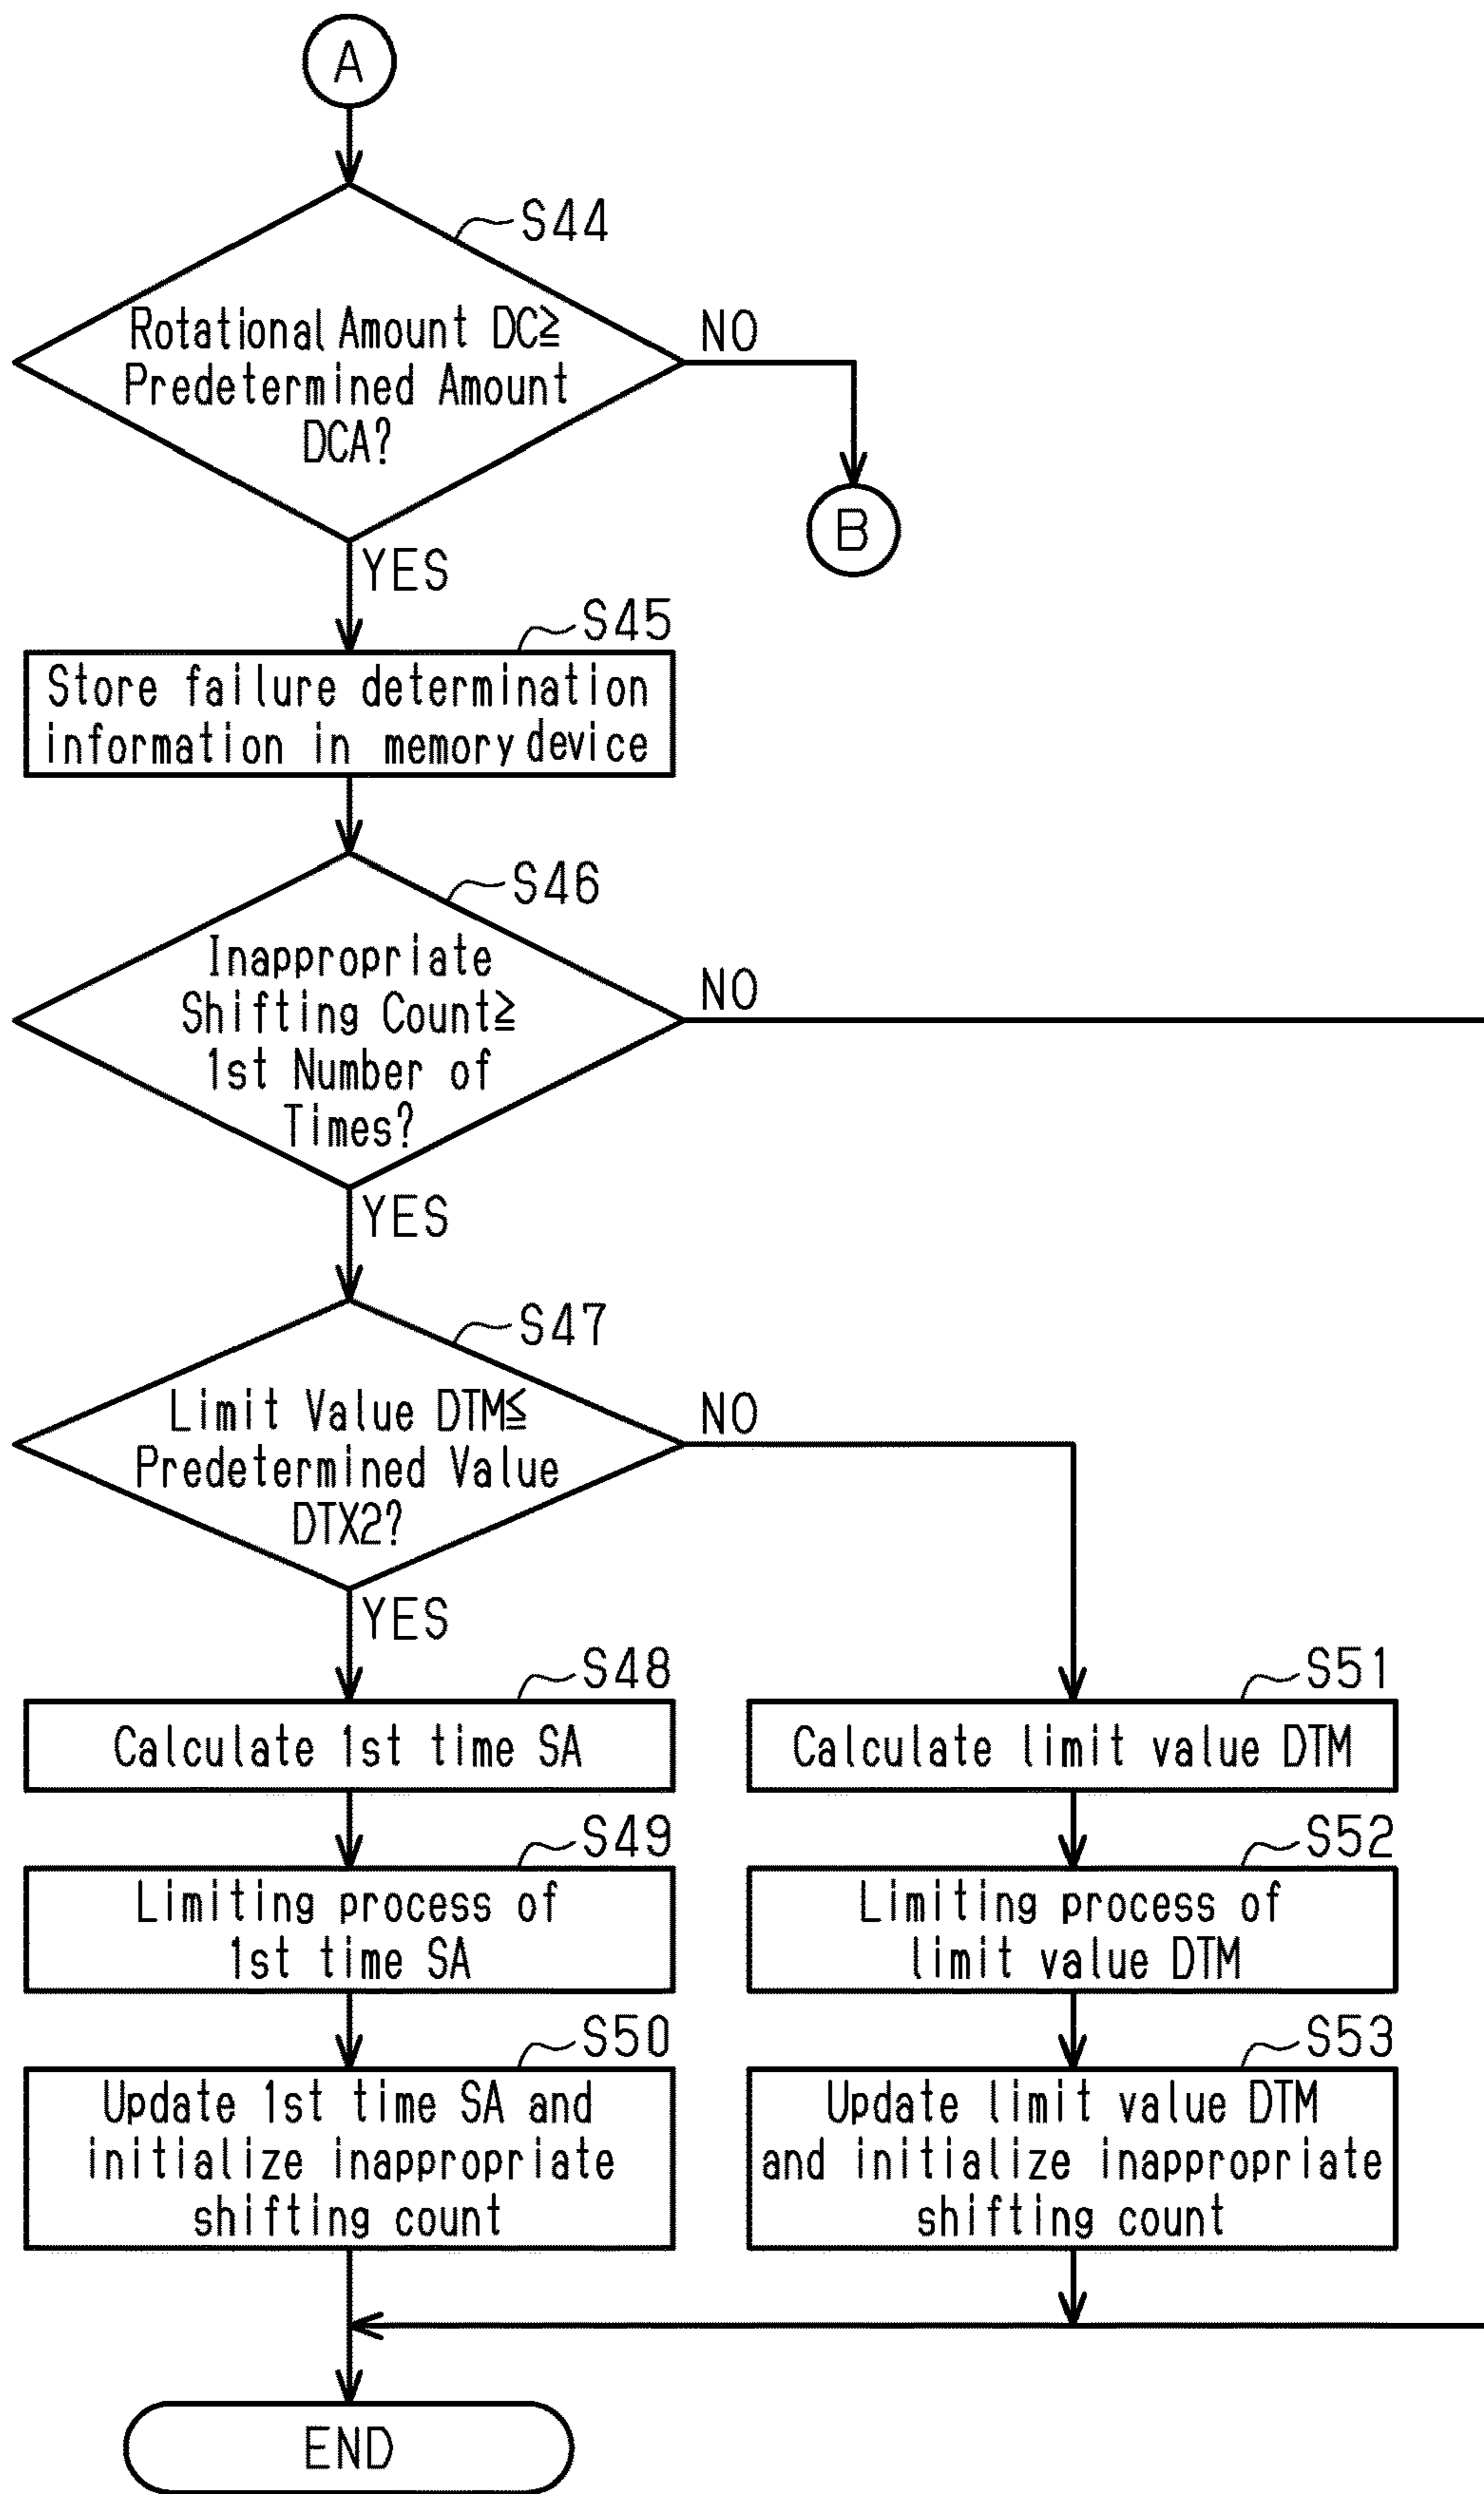 A
S44
Rotational Amount DC≧
Predetermined Amount
DCA?
NO
B
YES
S45
Store failure determination
information in memory device
S46
Inappropriate
Shifting Count≧
1st Number of
Times?
NO
YES
S47
Limit Value DTM≦
Predetermined Value
DTX2?
NO
YES
S48
Calculate 1st time SA
S51
Calculate limit value DTM
S49
Limiting process of
1st time SA
S52
Limiting process of
limit value DTM
S50
Update 1st time SA and
initialize inappropriate
shifting count
S53
Update limit value DTM
and initialize inappropriate
shifting count
END